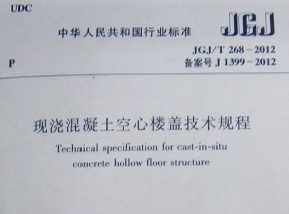 UDC
中华人民共和国行业标准 JGJ
JGJ/T 268-2012
P 备案号 J 1399-2012
现浇混凝土空心楼盖技术规程
Technical specification for cast-in-situ
concrete hollow floor structure